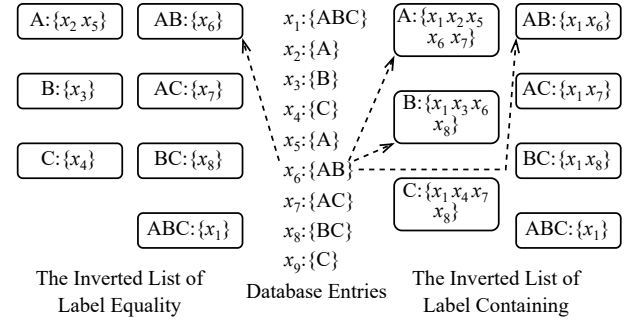 A:{x2 x5}
AB:{x6}
B:{x3}
AC:{x7}
C:{x4}
BC:{x8}
ABC:{x1}
The Inverted List of
Label Equality
x1:{ABC}
x2:{A}
x3:{B}
x4:{C}
x5:{A}
x6:{AB}
x7:{AC}
x8:{BC}
x9:{C}
Database Entries
A:{x1 x2 x5
x6 x7}
AB:{x1 x6}
B:{x1 x3 x6
x8}
AC:{x1 x7}
C:{x1 x4 x7
x8}
BC:{x1 x8}
ABC:{x1}
The Inverted List of
Label Containing